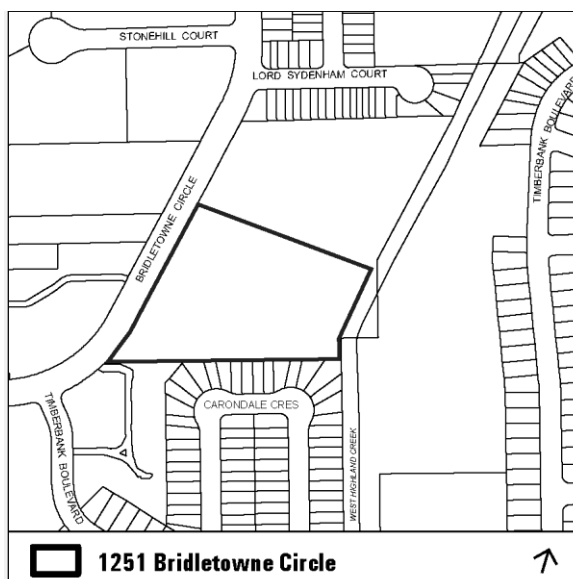 STONEHILL COURT
LORD SYDENHAM COURT
TIMBERBANK BOULEVARD
BRIDLETOWNE CIRCLE
CARONDALE CRES
TIMBERBANK BOULEVARD
WEST HIGHLAND CREEK
1251 Bridletowne Circle